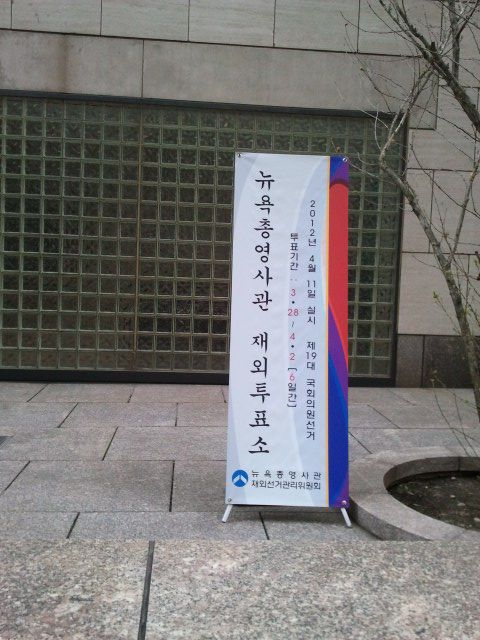 2012년 4월 11일 실시 제19대 국회의원선거
투표기간 : 3•28 / 4•2 [6일간]
뉴욕총영사관 재외투표소
뉴욕총영사관
재외선거관리위원회